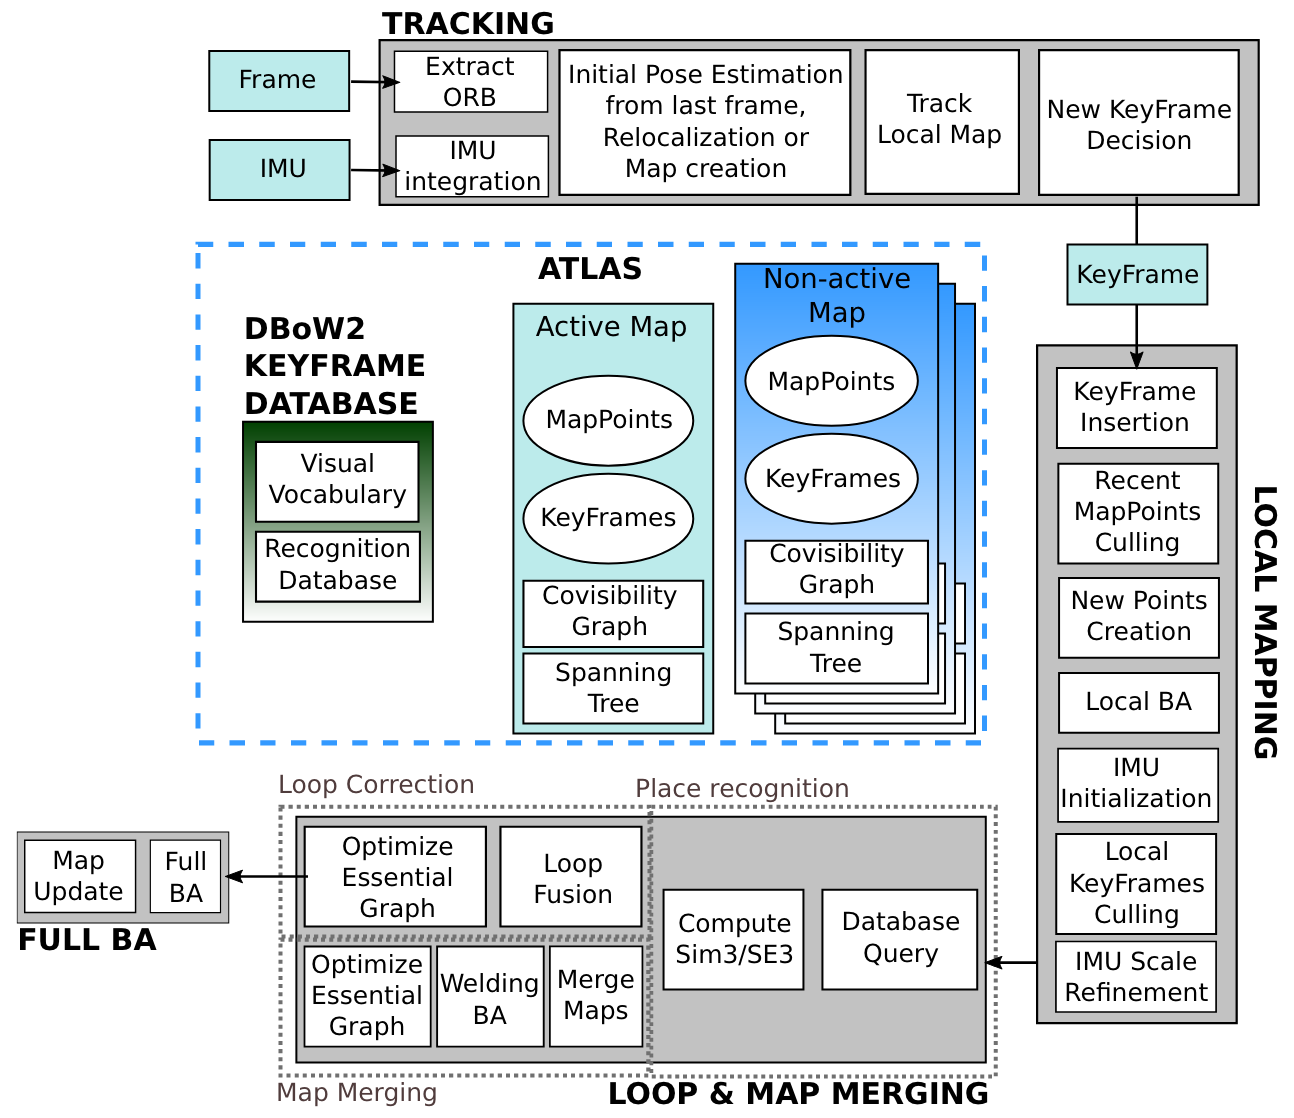 TRACKING
Frame
Extract
ORB
IMU
IMU
integration
Initial Pose Estimation
from last frame,
Relocalization or
Map creation
Track
Local Map
New KeyFrame
Decision
KeyFrame
ATLAS
DBoW2
KEYFRAME
DATABASE
Visual
Vocabulary
Recognition
Database
Active Map
MapPoints
KeyFrames
Covisibility
Graph
Spanning
Tree
Non-active
Map
MapPoints
KeyFrames
Covisibility
Graph
Spanning
Tree
KeyFrame
Insertion
Recent
MapPoints
Culling
New Points
Creation
Local BA
IMU
Initialization
Local
KeyFrames
Culling
IMU Scale
Refinement
LOCAL MAPPING
Loop Correction
Place recognition
Optimize
Essential
Graph
Loop
Fusion
Compute
Sim3/SE3
Database
Query
Map
Update
Full
BA
FULL BA
Optimize
Essential
Graph
Welding
BA
Merge
Maps
Map Merging
LOOP & MAP MERGING